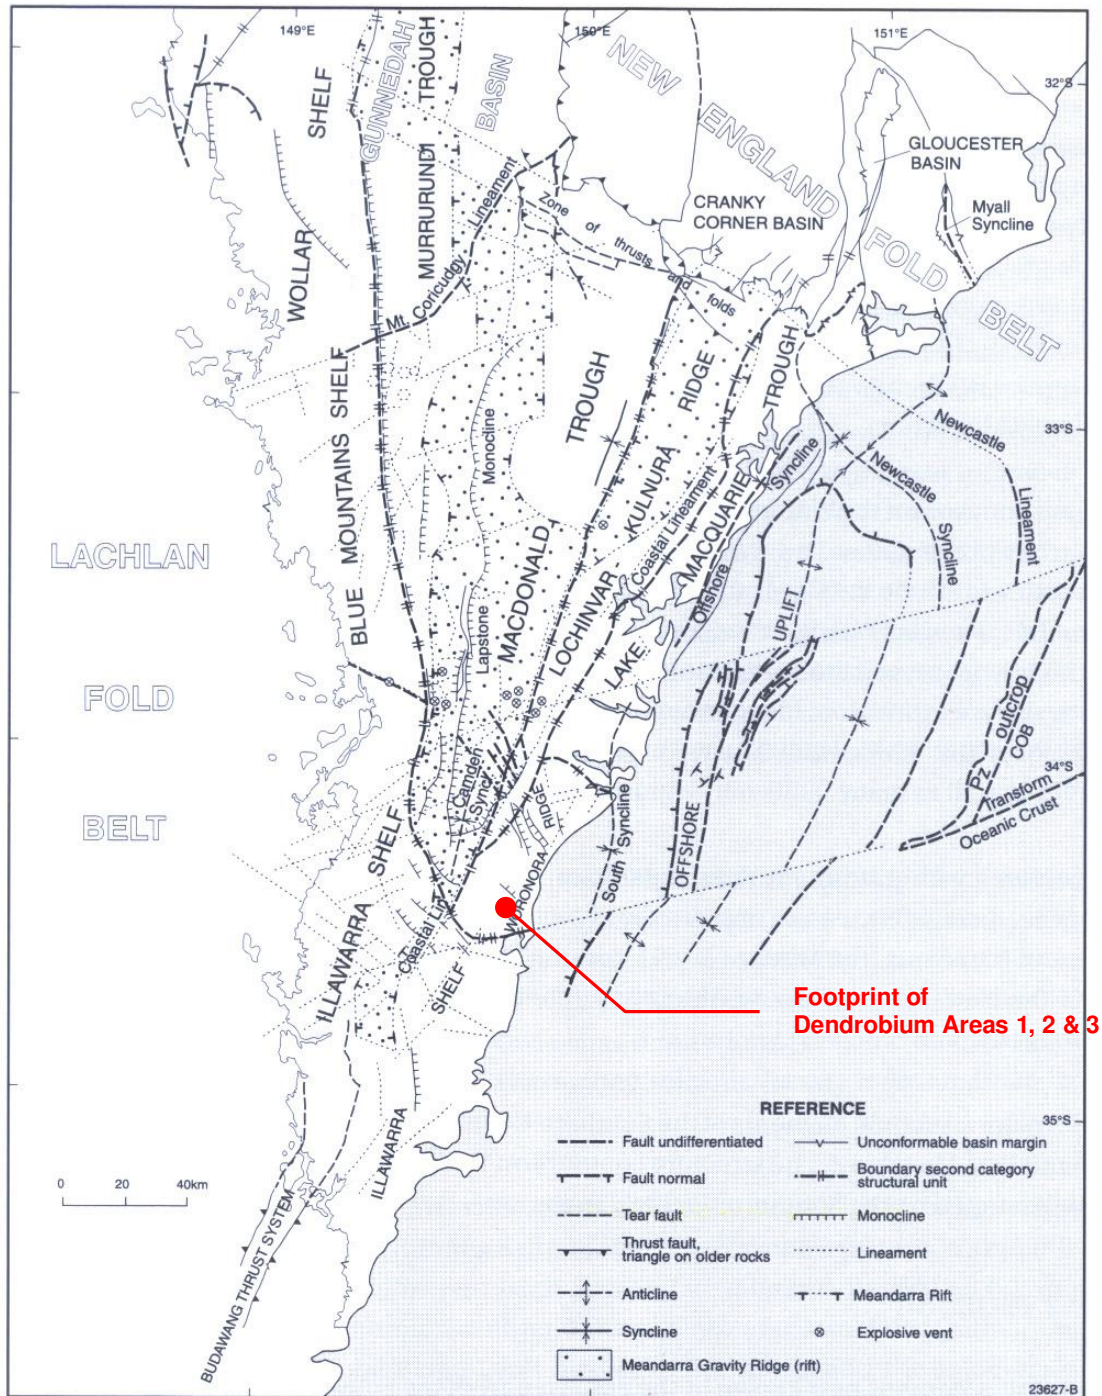 149°E
150°E
151°E
32°S
33°S
34°S
35°S
NEW
ENGLAND
FOLD
BELT
GUNNEDAH
BASIN
SHELF
WOLLAR
MURRURUNDI
TROUGH
Mt. Coricudgy Lineament
Zone of thrusts and folds
CRANKY
CORNER BASIN
GLOUCESTER
BASIN
Myall
Syncline
BLUE MOUNTAINS SHELF
Monocline
Lapstone
MACDONALD
TROUGH
LOCHINVAR KULNURA RIDGE
Coastal Lineament
LAKE MACQUARIE TROUGH
Offshore Syncline
Newcastle
Lineament
Newcastle
Syncline
UPLIFT
OFFSHORE
outcrop
Pz
COB
Transform
Oceanic Crust
LACHLAN
FOLD
BELT
Camden
Syncl
RIDGE
WORONORA
South Syncline
ILLAWARRA SHELF
Coastal Lin
SHELF
ILLAWARRA
BUDAWANG THRUST SYSTEM
Footprint of
Dendrobium Areas 1, 2 & 3
0 20 40km
REFERENCE
Fault undifferentiated
Fault normal
Tear fault
Thrust fault,
triangle on older rocks
Anticline
Syncline
Meandarra Gravity Ridge (rift)
Unconformable basin margin
Boundary second category
structural unit
Monocline
Lineament
Meandarra Rift
Explosive vent
23627-B